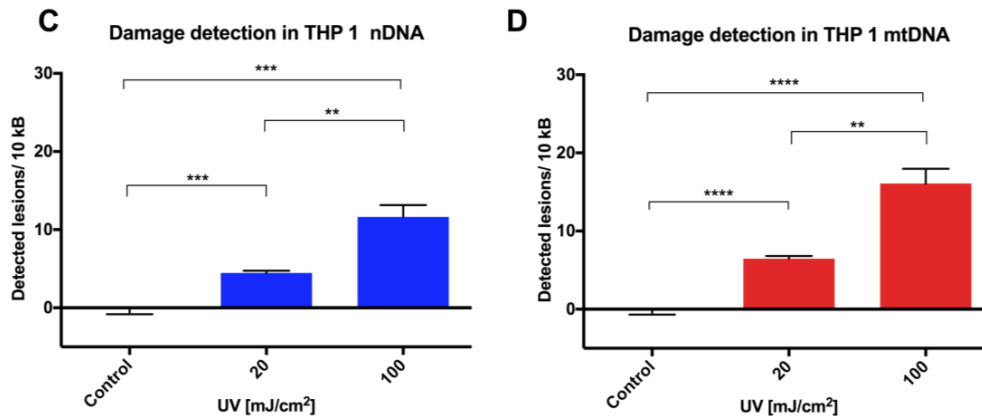 C
Damage detection in THP 1 nDNA
Detected lesions/ 10 kB
30
20
10
0
***
**
***
Control
20
100
UV [mJ/cm²]
D
Damage detection in THP 1 mtDNA
Detected lesions/ 10 kB
30
20
10
0
****
**
****
Control
20
100
UV [mJ/cm²]